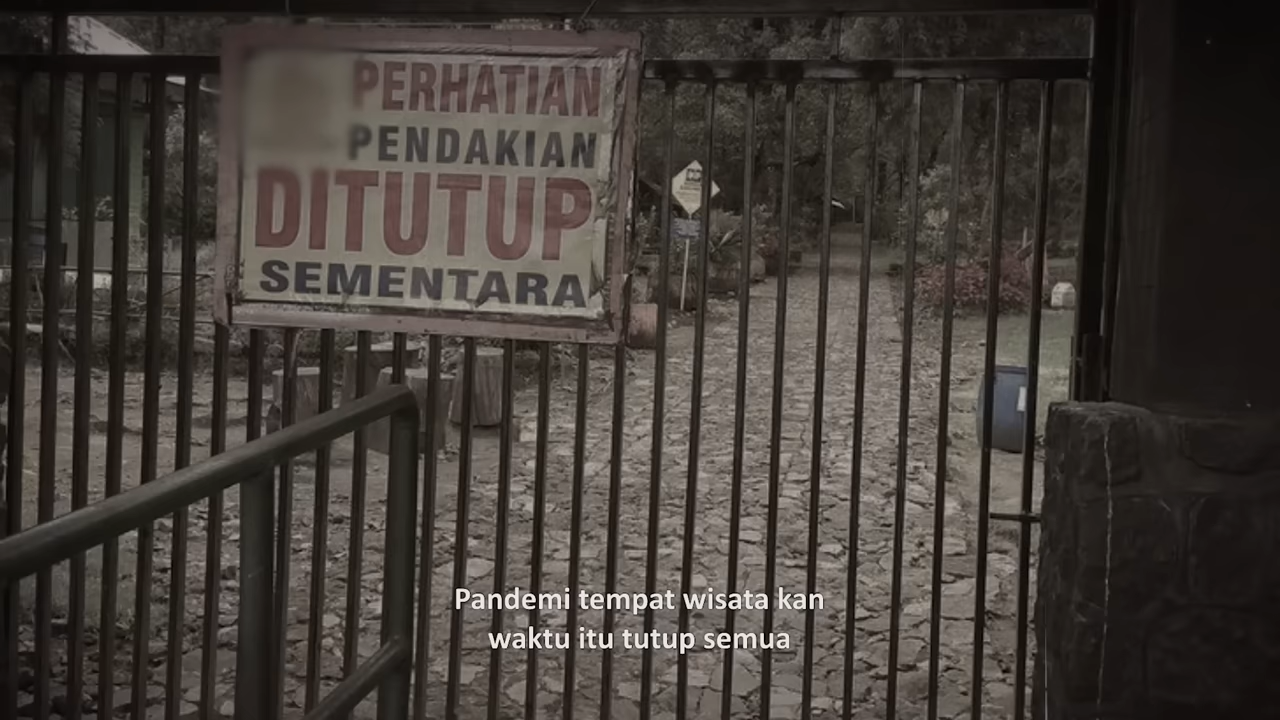 PERHATIAN
PENDAKIAN
DITUTUP
SEMENTARA
Pandemi tempat wisata kan
waktu itu tutup semua